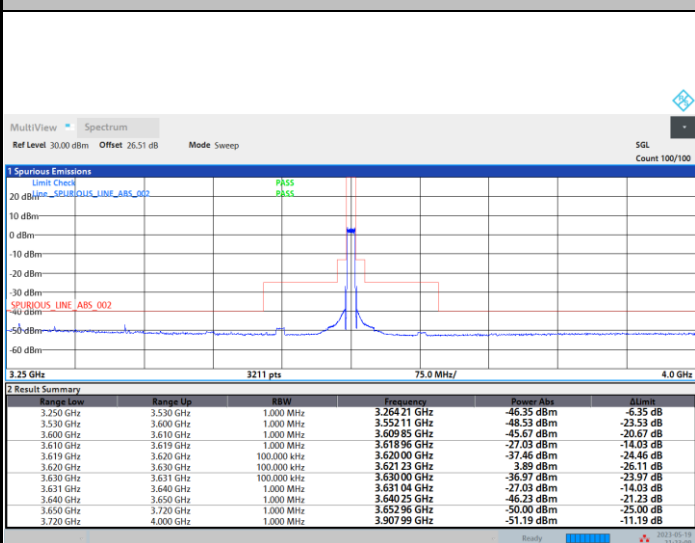 MultiView Spectrum
Ref Level 30.00 dBm Offset 26.51 dB Mode Sweep SGL
Count 100/100
1 Spurious Emissions
Limit Check PASS
20 dBm Line _SPURIOUS_LINE_ABS_002 PASS
10 dBm
0 dBm
-10 dBm
-20 dBm
-30 dBm
_SPURIOUS_LINE_ABS_002
-40 dBm
-50 dBm
-60 dBm
3.25 GHz 3211 pts 75.0 MHz/ 4.0 GHz
2 Result Summary
Range Low Range Up RBW Frequency Power Abs ΔLimit
3.250 GHz 3.530 GHz 1.000 MHz 3.264 21 GHz -46.35 dBm -6.35 dB
3.530 GHz 3.600 GHz 1.000 MHz 3.552 11 GHz -48.53 dBm -23.53 dB
3.600 GHz 3.610 GHz 1.000 MHz 3.609 85 GHz -45.67 dBm -20.67 dB
3.610 GHz 3.619 GHz 1.000 MHz 3.618 96 GHz -27.03 dBm -14.03 dB
3.619 GHz 3.620 GHz 100.000 kHz 3.620 00 GHz -37.46 dBm -24.46 dB
3.620 GHz 3.630 GHz 100.000 kHz 3.621 23 GHz 3.89 dBm -26.11 dB
3.630 GHz 3.631 GHz 100.000 kHz 3.630 00 GHz -36.97 dBm -23.97 dB
3.631 GHz 3.640 GHz 1.000 MHz 3.631 04 GHz -27.03 dBm -14.03 dB
3.640 GHz 3.650 GHz 1.000 MHz 3.640 25 GHz -46.23 dBm -21.23 dB
3.650 GHz 3.720 GHz 1.000 MHz 3.652 96 GHz -50.00 dBm -25.00 dB
3.720 GHz 4.000 GHz 1.000 MHz 3.907 99 GHz -51.19 dBm -11.19 dB
Ready 2023-05-19